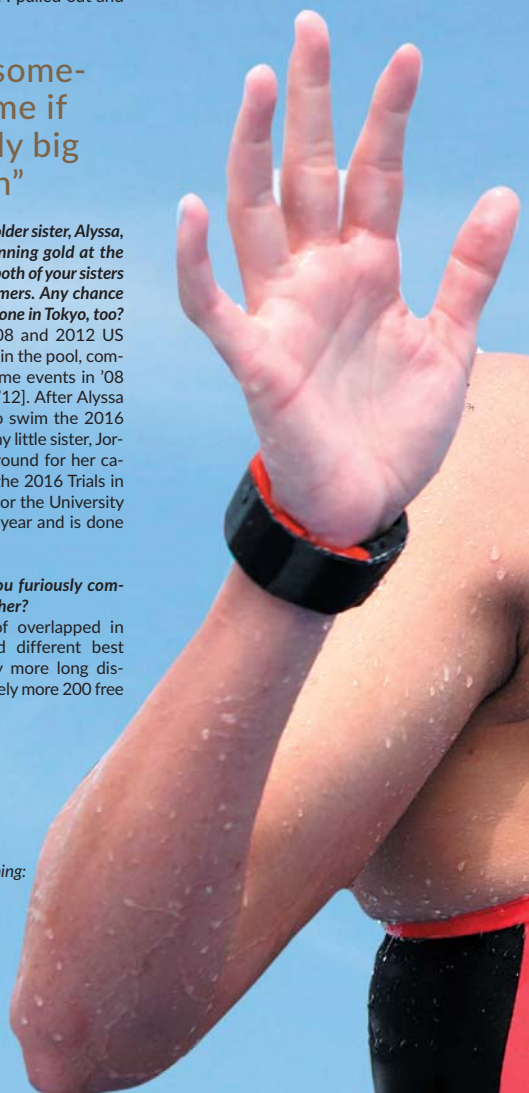 I pulled out and
some-
me if
ly big
n”
older sister, Alyssa,
nning gold at the
both of your sisters
mers. Any chance
one in Tokyo, too?
08 and 2012 US
in the pool, com-
me events in ’08
’12]. After Alyssa
o swim the 2016
ny little sister, Jor-
round for her ca-
the 2016 Trials in
for the University
year and is done
ou furiously com-
her?
of overlapped in
d different best
y more long dis-
ely more 200 free
ning: